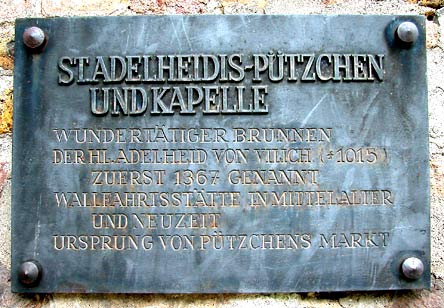 ST.ADELHEIDIS-PÜTZCHEN
UND KAPELLE
WUNDERTÄTIGER BRUNNEN
DER HL. ADELHEID VON VILICH (‡1015)
ZUERST 1367 GENANNT
WALLFAHRTSSTÄTTE IN MITTELALTER
UND NEUZEIT
URSPRUNG VON PÜTZCHENS MARKT